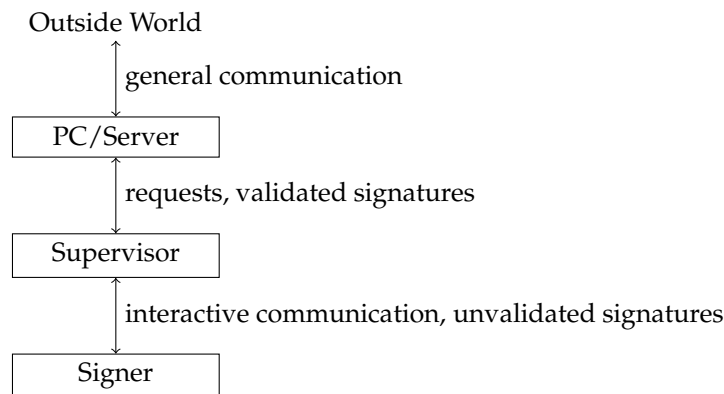 Outside World
general communication
PC/Server
requests, validated signatures
Supervisor
interactive communication, unvalidated signatures
Signer